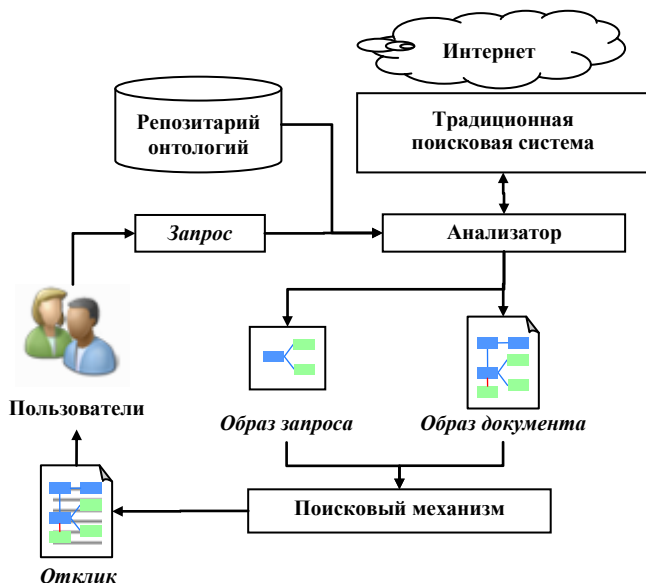 Интернет
Репозитарий
онтологий
Традиционная
поисковая система
Запрос
Анализатор
Пользователи
Образ запроса
Образ документа
Поисковый механизм
Отклик